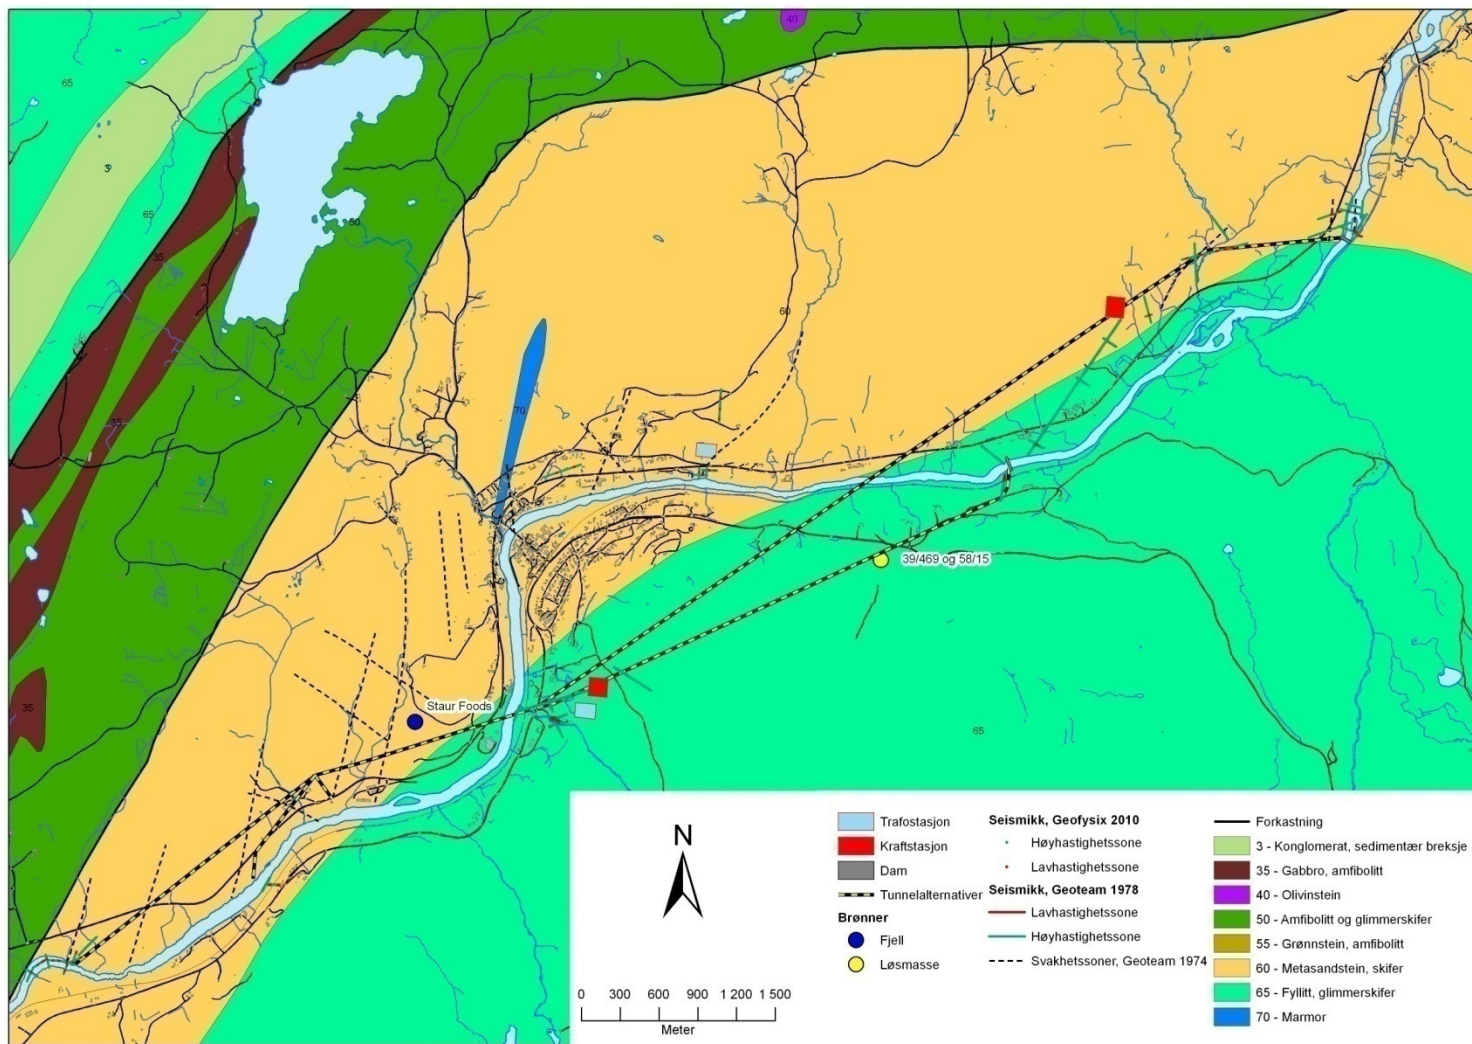 40
65
3
65
50
35
60
70
35
39/469 og 58/15
Staur Foods
35
65
N
0 300 600 900 1 200 1 500
Meter
Trafostasjon
Kraftstasjon
Dam
Tunnelalternativer
Brønner
Fjell
Løsmasse
Seismikk, Geofysix 2010
Høyhastighetssone
Lavhastighetssone
Seismikk, Geoteam 1978
Lavhastighetssone
Høyhastighetssone
Svakhetssoner, Geoteam 1974
Forkastning
3 - Konglomerat, sedimentær breksje
35 - Gabbro, amfibolitt
40 - Olivinstein
50 - Amfibolitt og glimmerskifer
55 - Grønnstein, amfibolitt
60 - Metasandstein, skifer
65 - Fyllitt, glimmerskifer
70 - Marmor